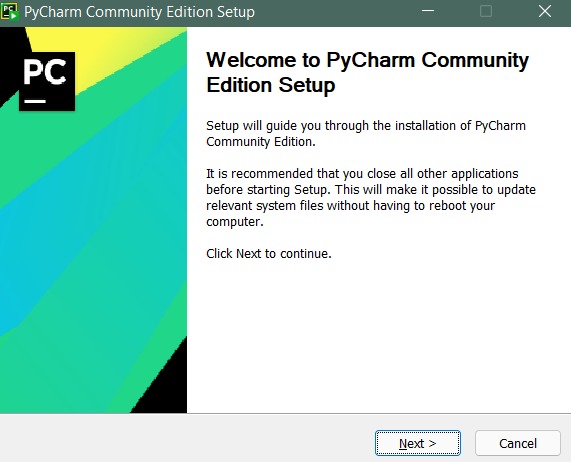 PC PyCharm Community Edition Setup
PC
Welcome to PyCharm Community
Edition Setup
Setup will guide you through the installation of PyCharm
Community Edition.
It is recommended that you close all other applications
before starting Setup. This will make it possible to update
relevant system files without having to reboot your
computer.
Click Next to continue.
Next >
Cancel